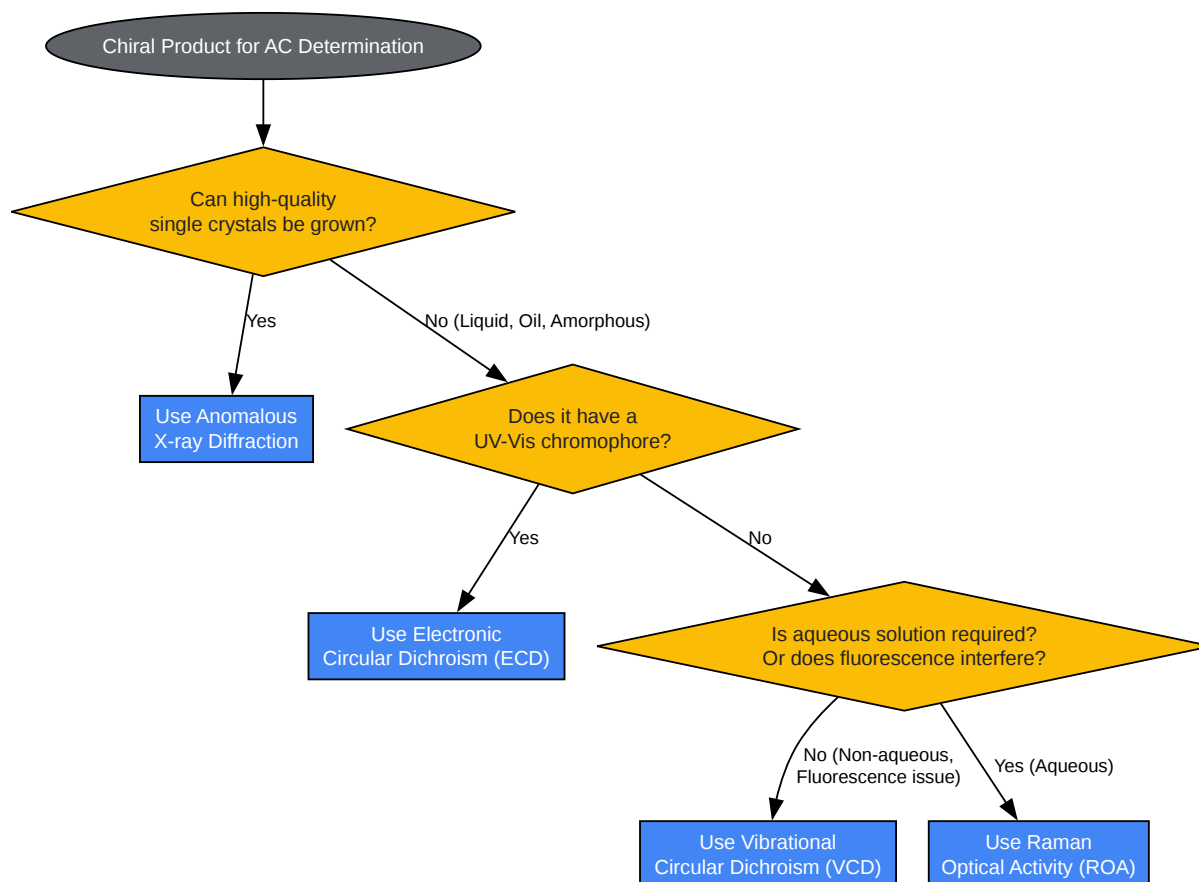 Chiral Product for AC Determination
Can high-quality
single crystals be grown?
Yes
No (Liquid, Oil, Amorphous)
Use Anomalous
X-ray Diffraction
Does it have a
UV-Vis chromophore?
Yes
No
Use Electronic
Circular Dichroism (ECD)
Is aqueous solution required?
Or does fluorescence interfere?
No (Non-aqueous,
Fluorescence issue)
Yes (Aqueous)
Use Vibrational
Circular Dichroism (VCD)
Use Raman
Optical Activity (ROA)